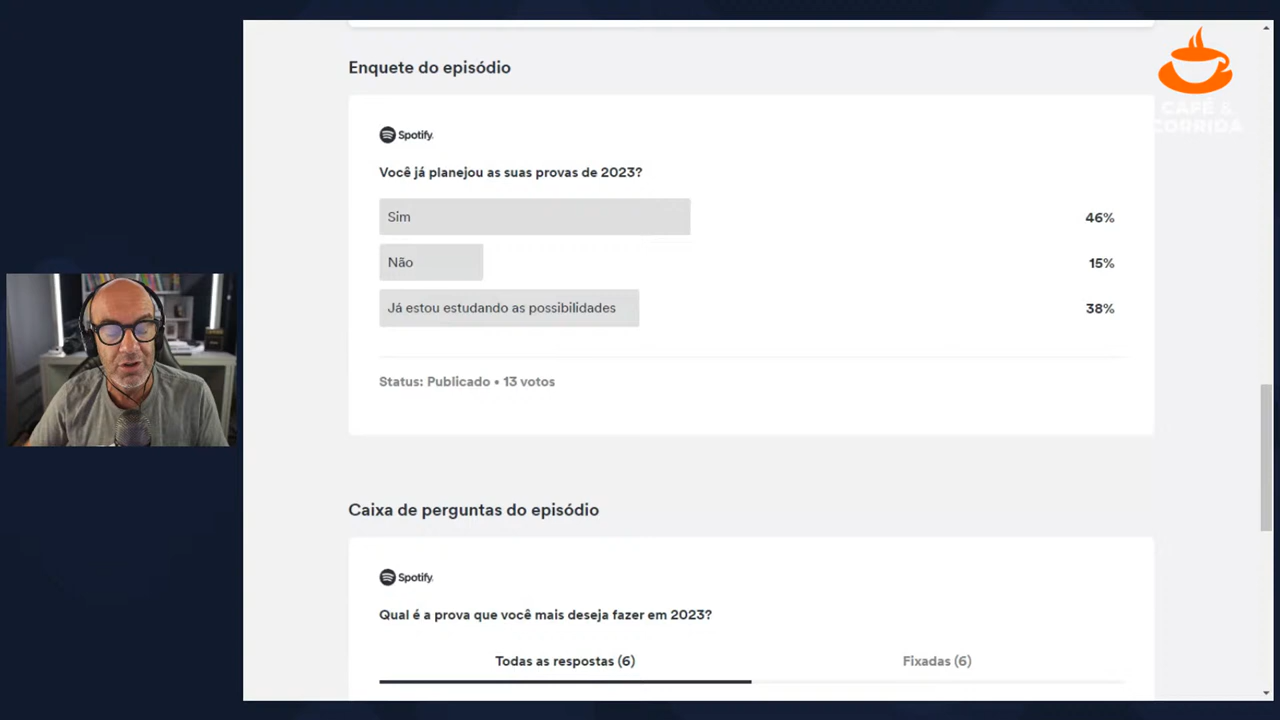 CAFÉ &
CORRIDA
Enquete do episódio
Spotify
Você já planejou as suas provas de 2023?
Sim 46%
Não 15%
Já estou estudando as possibilidades 38%
Status: Publicado • 13 votos
Caixa de perguntas do episódio
Spotify
Qual é a prova que você mais deseja fazer em 2023?
Todas as respostas (6) Fixadas (6)